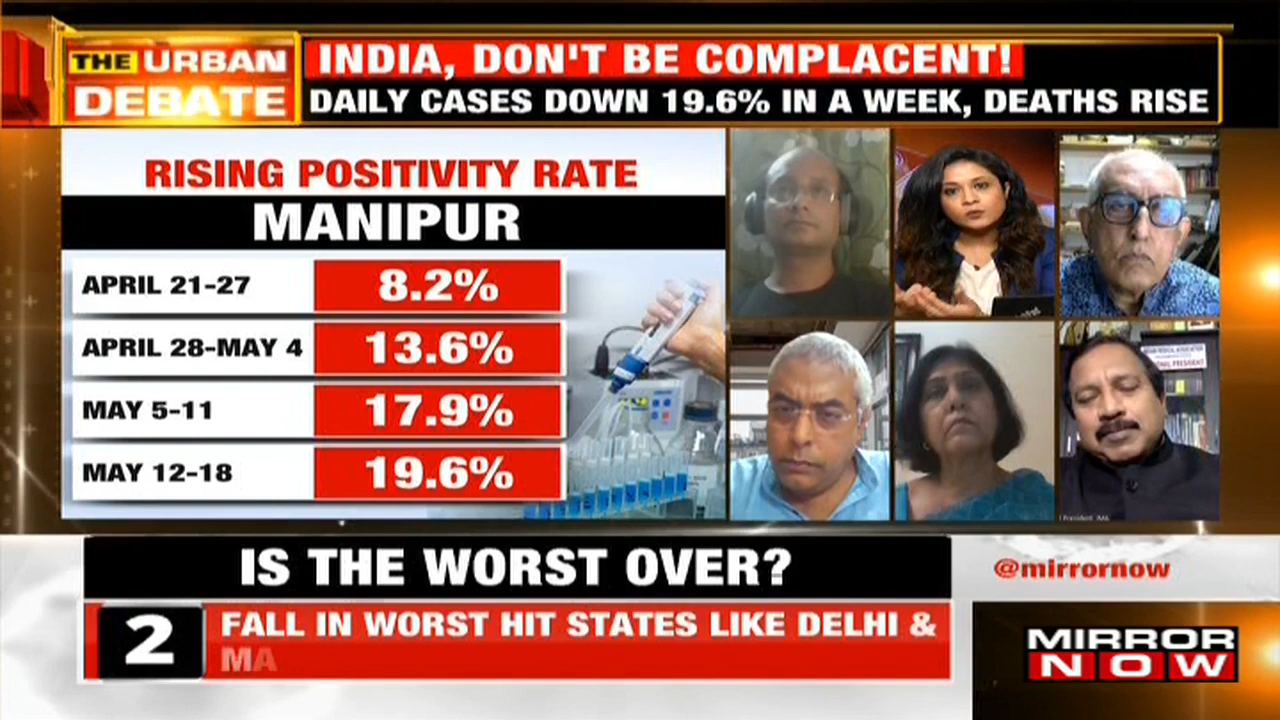 THE URBAN
DEBATE
INDIA, DON'T BE COMPLACENT!
DAILY CASES DOWN 19.6% IN A WEEK, DEATHS RISE
RISING POSITIVITY RATE
MANIPUR
APRIL 21-27 8.2%
APRIL 28-MAY 4 13.6%
MAY 5-11 17.9%
MAY 12-18 19.6%
PRESIDENT
President, IMA
IS THE WORST OVER?
2
FALL IN WORST HIT STATES LIKE DELHI &
MA
@mirrornow
MIRROR
NOW